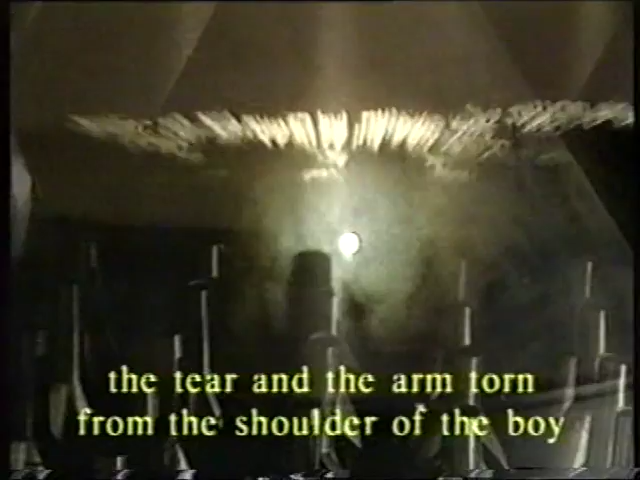 the tear and the arm torn
from the shoulder of the boy